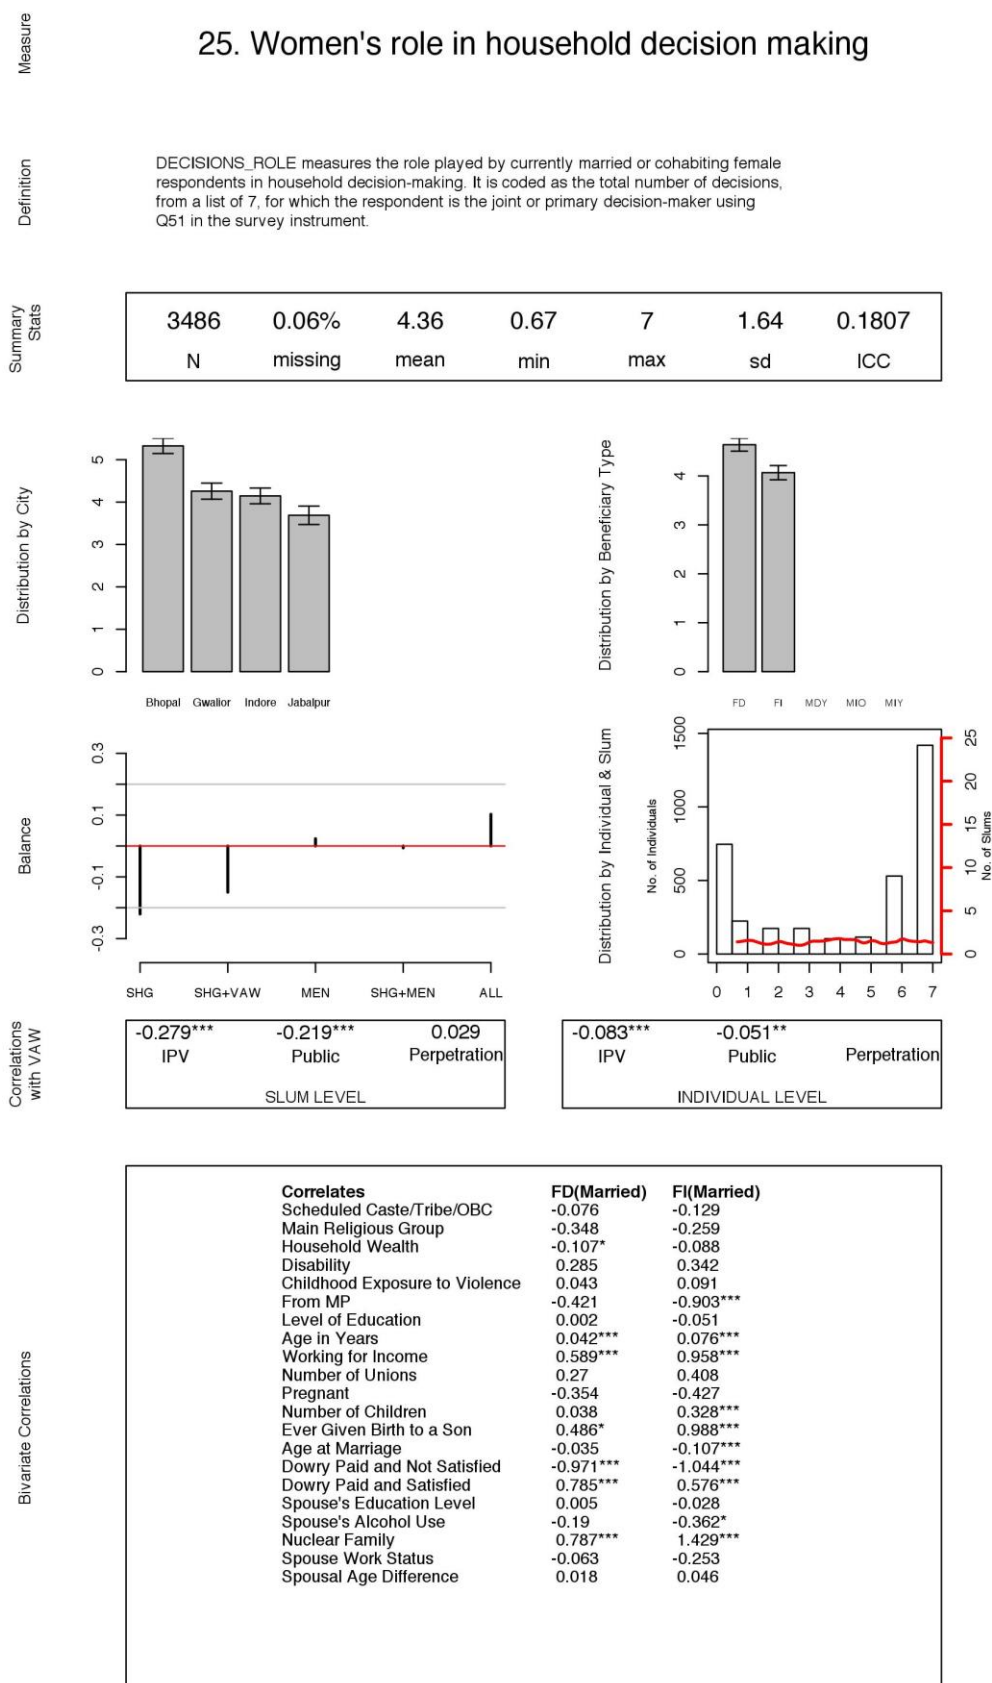 Measure
25. Women's role in household decision making
Definition
DECISIONS_ROLE measures the role played by currently married or cohabiting female
respondents in household decision-making. It is coded as the total number of decisions,
from a list of 7, for which the respondent is the joint or primary decision-maker using
Q51 in the survey instrument.
Summary
Stats
3486 0.06% 4.36 0.67 7 1.64 0.1807
N missing mean min max sd ICC
Distribution by City
5
4
3
2
1
0
Bhopal Gwalior Indore Jabalpur
Distribution by Beneficiary Type
4
3
2
1
0
FD FI MDY MIO MIY
Balance
0.3
0.1
-0.1
-0.3
SHG SHG+VAW MEN SHG+MEN ALL
Distribution by Individual & Slum
No. of Individuals
1500
1000
500
0
25
20
15
10
5
0
No. of Slums
0 1 2 3 4 5 6 7
Correlations
with VAW
-0.279*** -0.219*** 0.029
IPV Public Perpetration
SLUM LEVEL
-0.083*** -0.051**
IPV Public Perpetration
INDIVIDUAL LEVEL
Bivariate Correlations
Correlates FD(Married) FI(Married)
Scheduled Caste/Tribe/OBC -0.076 -0.129
Main Religious Group -0.348 -0.259
Household Wealth -0.107* -0.088
Disability 0.285 0.342
Childhood Exposure to Violence 0.043 0.091
From MP -0.421 -0.903***
Level of Education 0.002 -0.051
Age in Years 0.042*** 0.076***
Working for Income 0.589*** 0.958***
Number of Unions 0.27 0.408
Pregnant -0.354 -0.427
Number of Children 0.038 0.328***
Ever Given Birth to a Son 0.486* 0.988***
Age at Marriage -0.035 -0.107***
Dowry Paid and Not Satisfied -0.971*** -1.044***
Dowry Paid and Satisfied 0.785*** 0.576***
Spouse's Education Level 0.005 -0.028
Spouse's Alcohol Use -0.19 -0.362*
Nuclear Family 0.787*** 1.429***
Spouse Work Status -0.063 -0.253
Spousal Age Difference 0.018 0.046